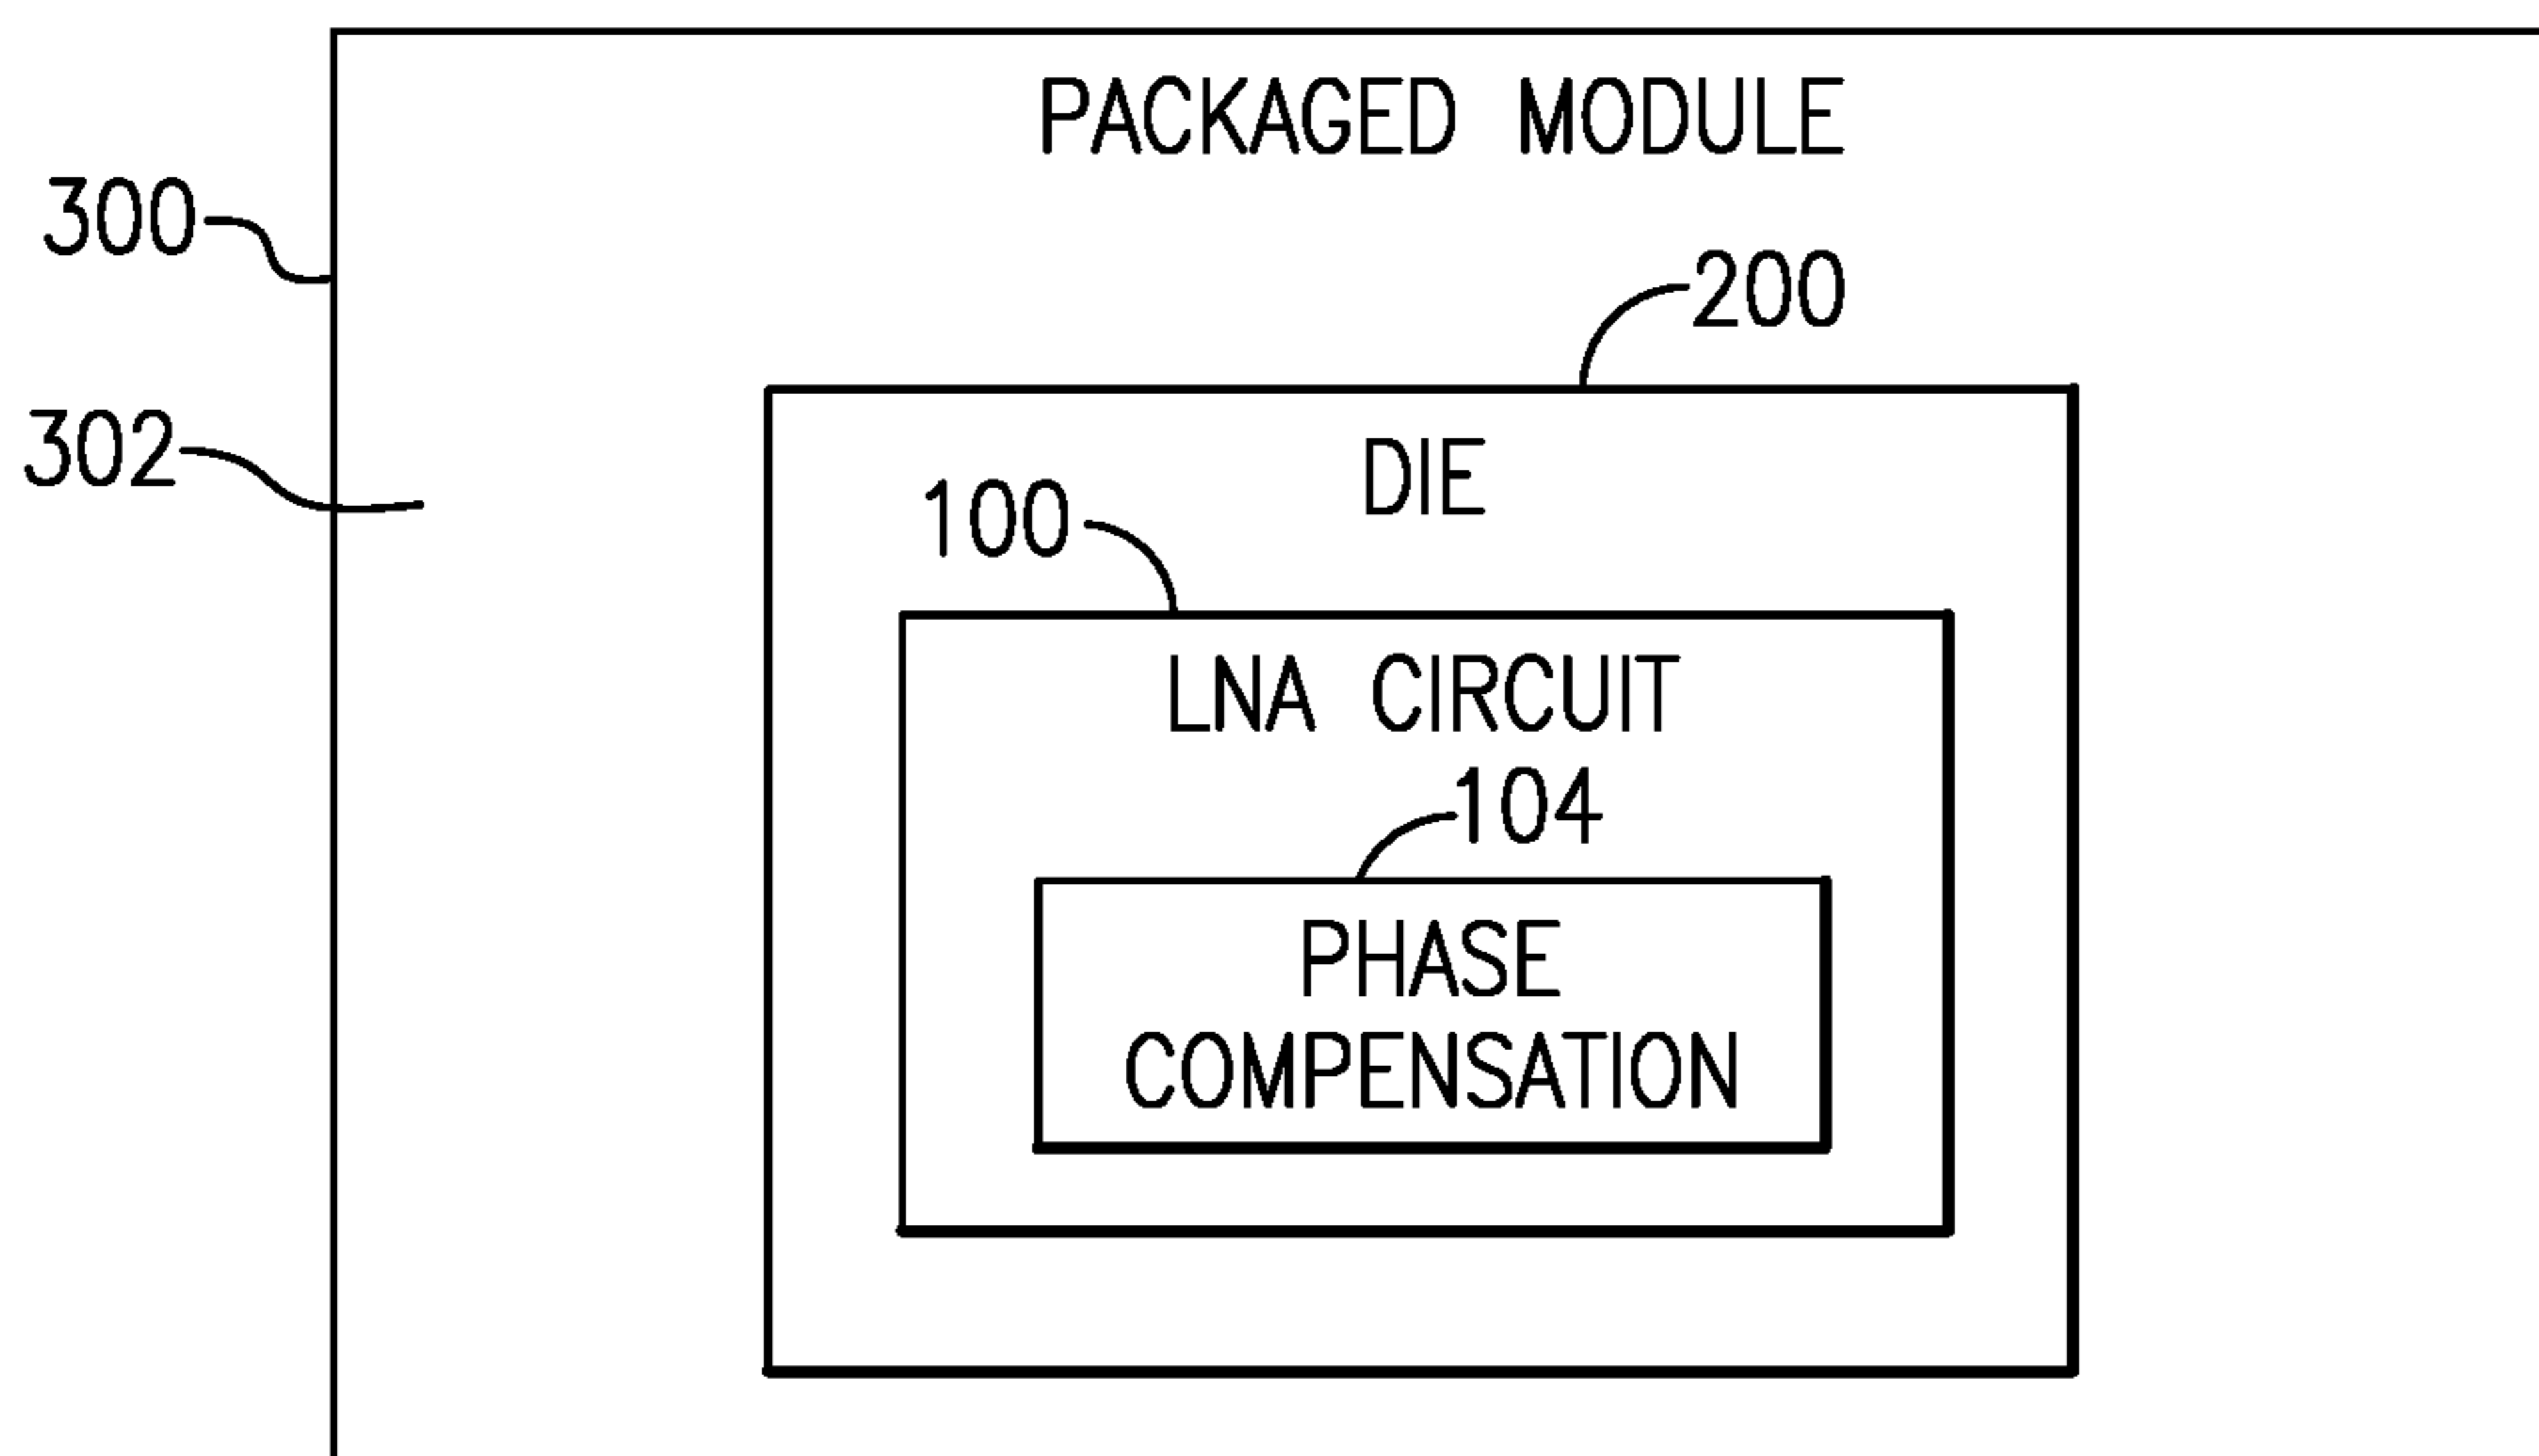 PACKAGED MODULE
300
200
302
DIE
100
LNA CIRCUIT
104
PHASE
COMPENSATION